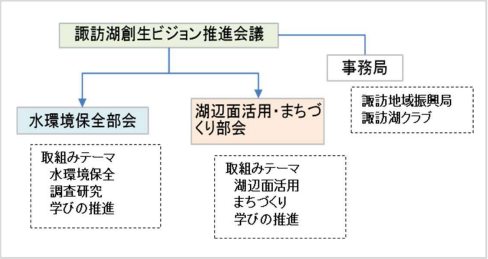 諏訪湖創生ビジョン推進会議
事務局
諏訪地域振興局
諏訪湖クラブ
水環境保全部会
取組みテーマ
水環境保全
調査研究
学びの推進
湖辺面活用・まちづ
くり部会
取組みテーマ
湖辺面活用
まちづくり
学びの推進